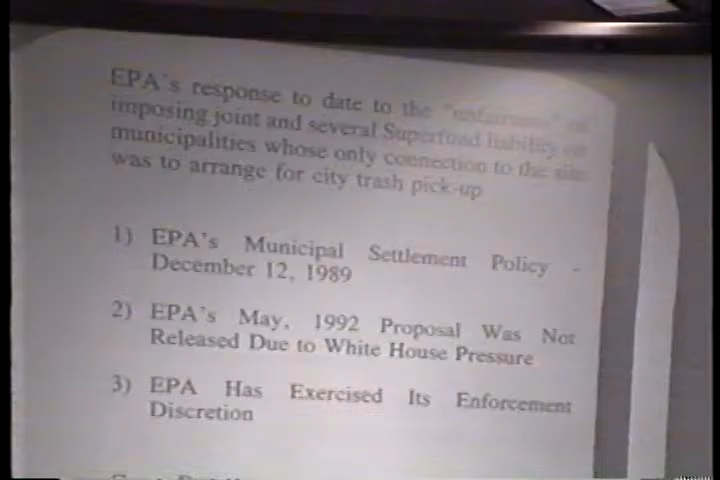 EPA's response to date to the "unfairness" of
imposing joint and several Superfund liability on
municipalities whose only connection to the site
was to arrange for city trash pick-up
1) EPA's Municipal Settlement Policy -
December 12, 1989
2) EPA's May, 1992 Proposal Was Not
Released Due to White House Pressure
3) EPA Has Exercised Its Enforcement
Discretion